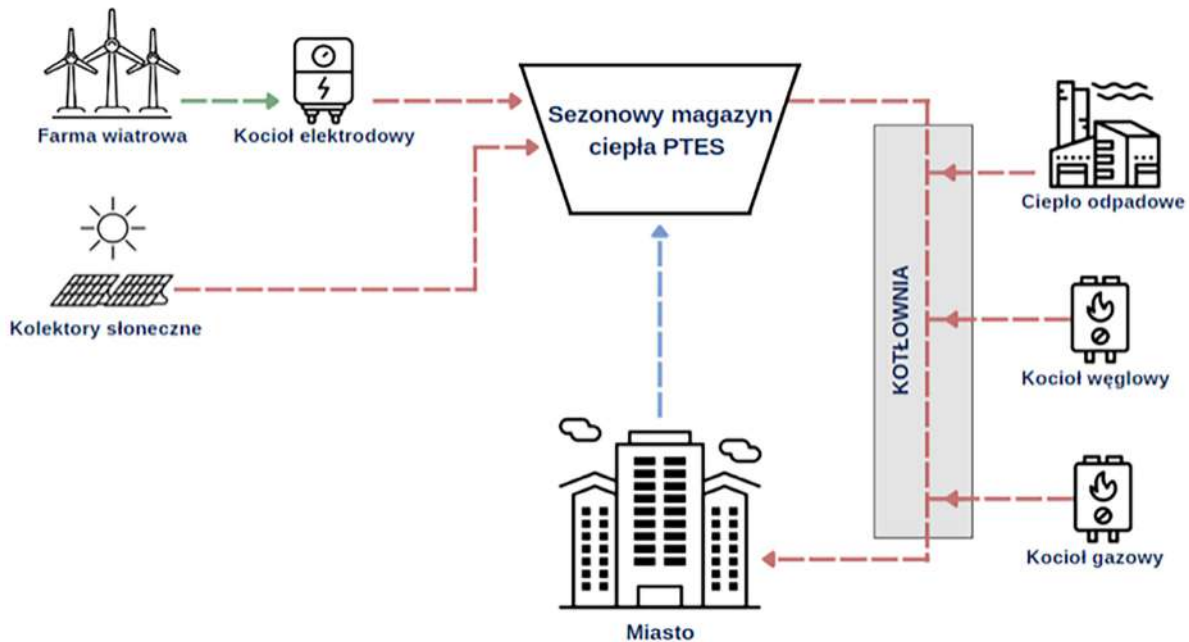 Farma wiatrowa
Kocioł elektrodowy
Sezonowy magazyn
ciepła PTES
Ciepło odpadowe
Kolektory słoneczne
KOTŁOWNIA
Kocioł węglowy
Kocioł gazowy
Miasto